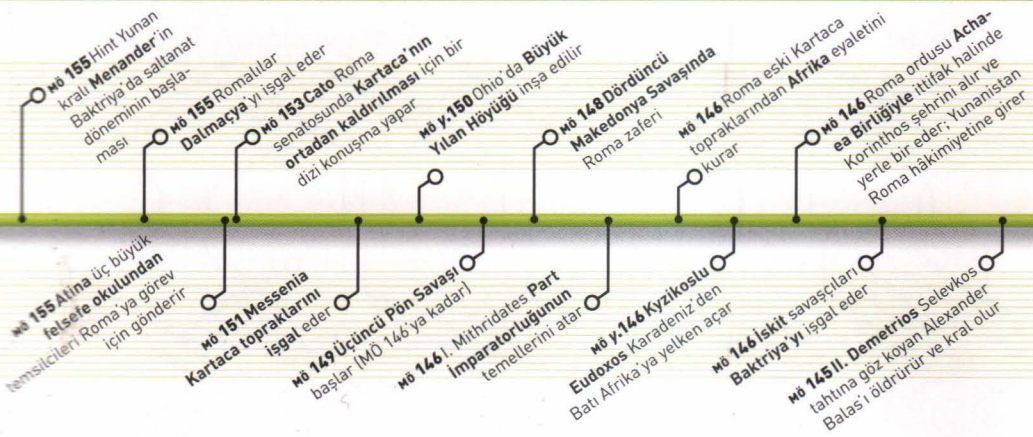 MÖ 155 Hint Yunan
kralı Menander'in
Baktriya'da saltanat
döneminin başla-
ması
MÖ 155 Romalılar
Dalmaçya'yı işgal eder
MÖ 153 Cato Roma
senatosunda Kartaca'nın
ortadan kaldırılması için bir
dizi konuşma yapar
MÖ y.150 Ohio'da Büyük
Yılan Höyüğü inşa edilir
MÖ 148 Dördüncü
Makedonya Savaşında
Roma zaferi
MÖ 146 Roma eski Kartaca
topraklarından Afrika eyaletini
kurar
MÖ 146 Roma ordusu Acha-
ea Birliğiyle ittifak halinde
Korinthos şehrini alır ve
yerle bir eder; Yunanistan
Roma hâkimiyetine girer
MÖ 155 Atina üç büyük
felsefe okulundan
temsilcileri Roma'ya görev
için gönderir
MÖ 151 Messenia
Kartaca topraklarını
işgal eder
MÖ 149 Üçüncü Pön Savaşı
başlar (MÖ 146'ya kadar)
MÖ 146 I. Mithridates Part
İmparatorluğunun
temellerini atar
MÖ y.146 Kyzikoslu
Eudoxos Karadeniz'den
Batı Afrika'ya yelken açar
MÖ 146 İskit savaşçıları
Baktriya'yı işgal eder
MÖ 145 II. Demetrios Selevkos
tahtına göz koyan Alexander
Balas'ı öldrürür ve kral olur